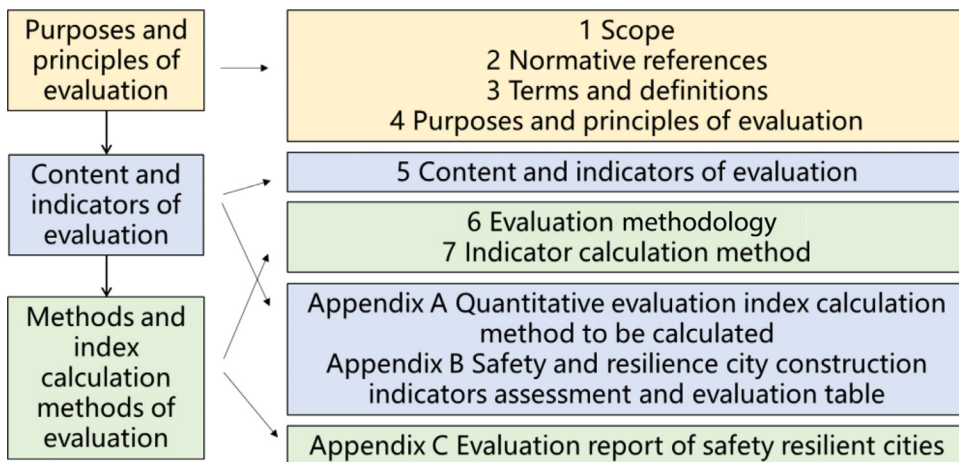 Purposes and
principles of
evaluation
1 Scope
2 Normative references
3 Terms and definitions
4 Purposes and principles of evaluation
Content and
indicators of
evaluation
5 Content and indicators of evaluation
6 Evaluation methodology
7 Indicator calculation method
Methods and
index
calculation
methods of
evaluation
Appendix A Quantitative evaluation index calculation
method to be calculated
Appendix B Safety and resilience city construction
indicators assessment and evaluation table
Appendix C Evaluation report of safety resilient cities